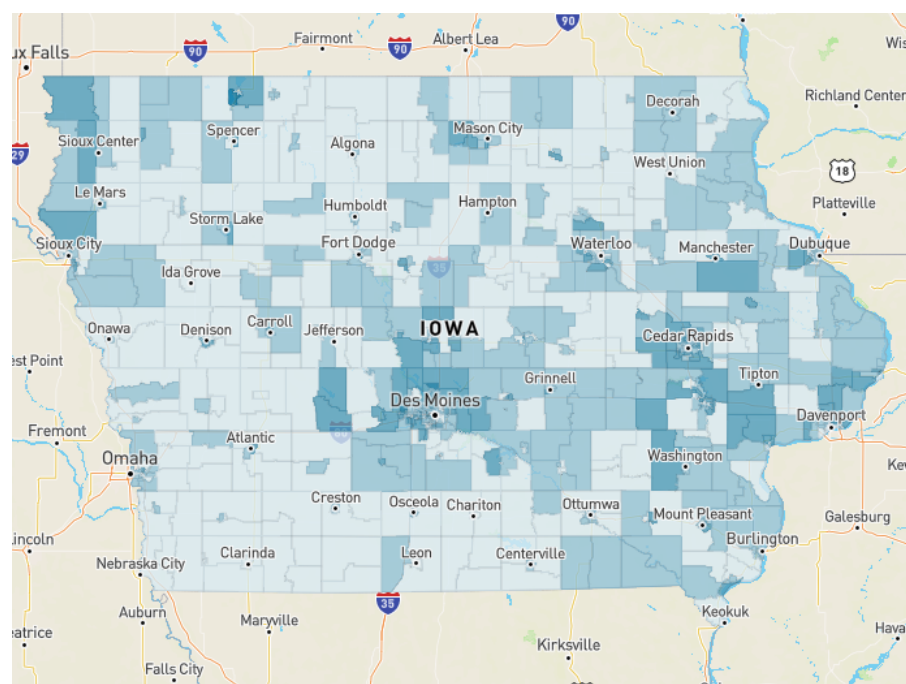 90
Fairmont
90
Albert Lea
90
ux Falls
Wis
Richland Center
Decorah
Spencer
Mason City
Sioux Center
Algona
29
West Union
18
Le Mars
Platteville
Humboldt
Hampton
Storm Lake
Sioux City
Fort Dodge
Waterloo
Manchester
Dubuque
Ida Grove
35
Onawa
Denison
Carroll
Jefferson
IOWA
Cedar Rapids
est Point
Grinnell
Tipton
Des Moines
Davenport
Fremont
Atlantic
80
Omaha
Washington
Kev
Creston
Osceola
Chariton
Ottumwa
Mount Pleasant
Galesburg
incoln
Burlington
Clarinda
Leon
Centerville
Nebraska City
35
Auburn
Maryville
Keokuk
eatrice
Hava
Kirksville
Falls City